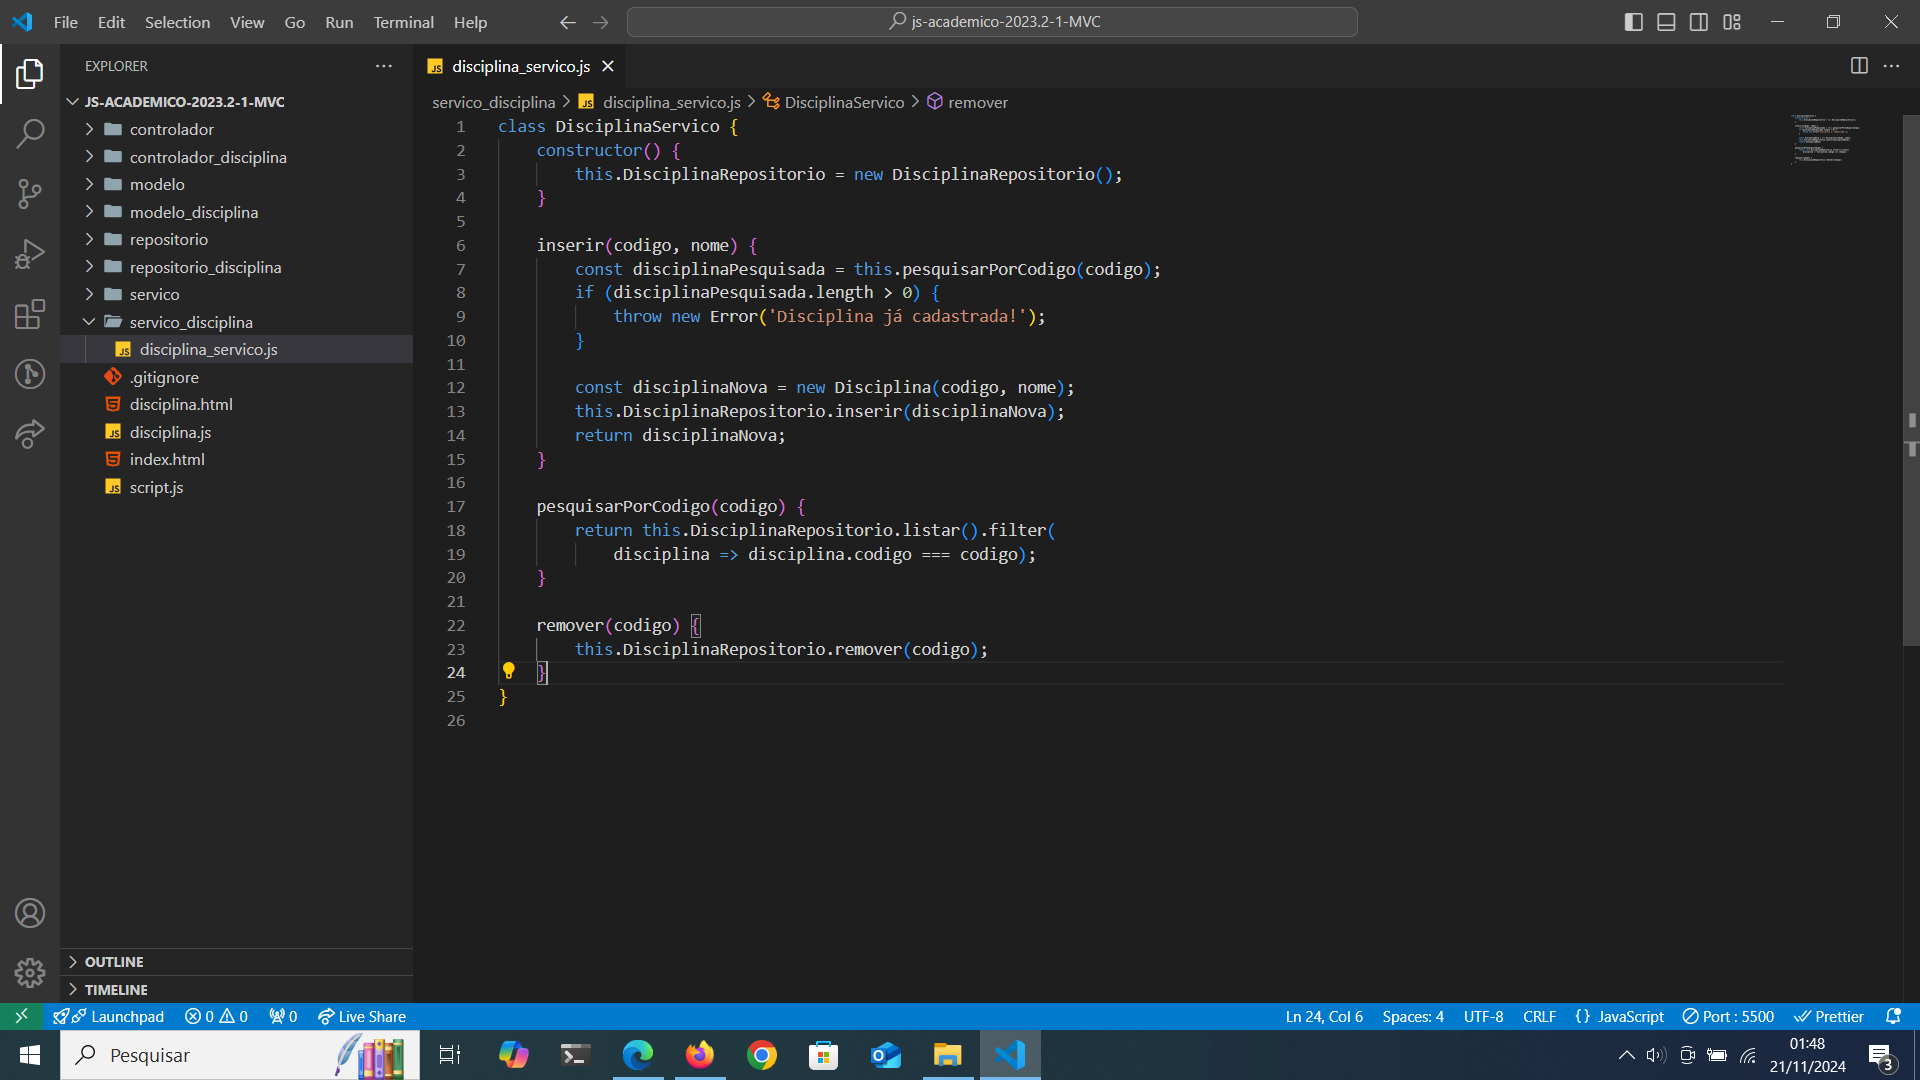 File Edit Selection View Go Run Terminal Help
js-academico-2023.2-1-MVC
EXPLORER
JS-ACADEMICO-2023.2-1-MVC
controlador
controlador_disciplina
modelo
modelo_disciplina
repositorio
repositorio_disciplina
servico
servico_disciplina
JS disciplina_servico.js
.gitignore
disciplina.html
JS disciplina.js
index.html
JS script.js
OUTLINE
TIMELINE
JS disciplina_servico.js
servico_disciplina JS disciplina_servico.js DisciplinaServico remover
1 class DisciplinaServico {
2 constructor() {
3 this.DisciplinaRepositorio = new DisciplinaRepositorio();
4 }
5
6 inserir(codigo, nome) {
7 const disciplinaPesquisada = this.pesquisarPorCodigo(codigo);
8 if (disciplinaPesquisada.length > 0) {
9 throw new Error('Disciplina já cadastrada!');
10 }
11
12 const disciplinaNova = new Disciplina(codigo, nome);
13 this.DisciplinaRepositorio.inserir(disciplinaNova);
14 return disciplinaNova;
15 }
16
17 pesquisarPorCodigo(codigo) {
18 return this.DisciplinaRepositorio.listar().filter(
19 disciplina => disciplina.codigo === codigo);
20 }
21
22 remover(codigo) {
23 this.DisciplinaRepositorio.remover(codigo);
24 }
25 }
26
Launchpad 0 0 0 Live Share
Ln 24, Col 6 Spaces: 4 UTF-8 CRLF {} JavaScript Port : 5500 Prettier
Pesquisar
01:48
21/11/2024
3